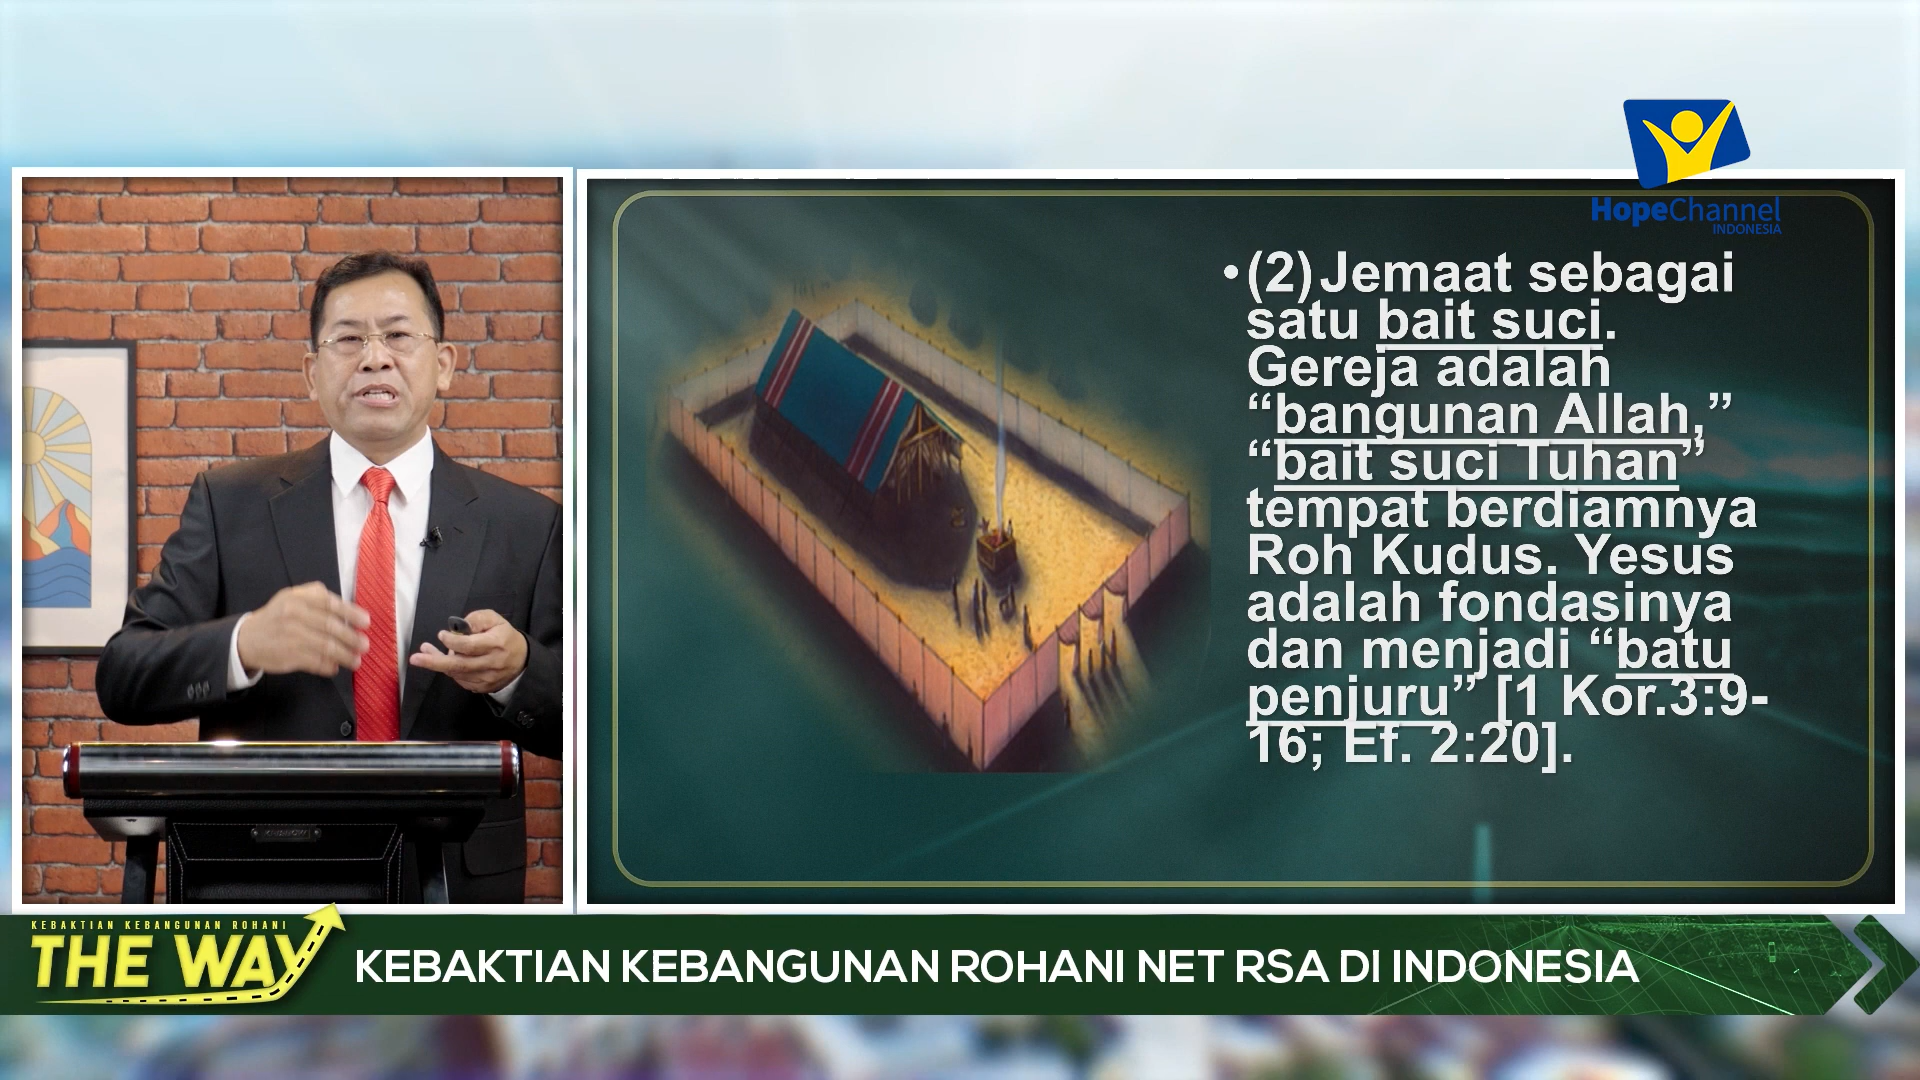 HopeChannel
INDONESIA
•(2) Jemaat sebagai
satu bait suci.
Gereja adalah
“bangunan Allah,”
“bait suci Tuhan”
tempat berdiamnya
Roh Kudus. Yesus
adalah fondasinya
dan menjadi “batu
penjuru” [1 Kor.3:9-
16; Ef. 2:20].
KEBAKTIAN KEBANGUNAN ROHANI
THE WAY
KEBAKTIAN KEBANGUNAN ROHANI NET RSA DI INDONESIA